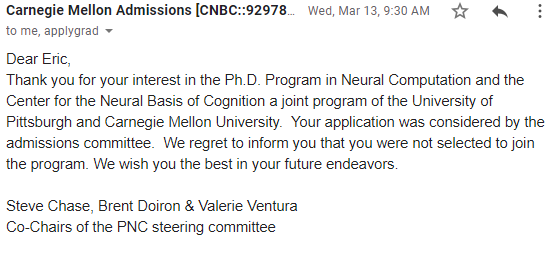 Carnegie Mellon Admissions [CNBC::92978... Wed, Mar 13, 9:30 AM
to me, applygrad
Dear Eric,
Thank you for your interest in the Ph.D. Program in Neural Computation and the
Center for the Neural Basis of Cognition a joint program of the University of
Pittsburgh and Carnegie Mellon University.  Your application was considered by the
admissions committee.  We regret to inform you that you were not selected to join
the program. We wish you the best in your future endeavors.
Steve Chase, Brent Doiron & Valerie Ventura
Co-Chairs of the PNC steering committee